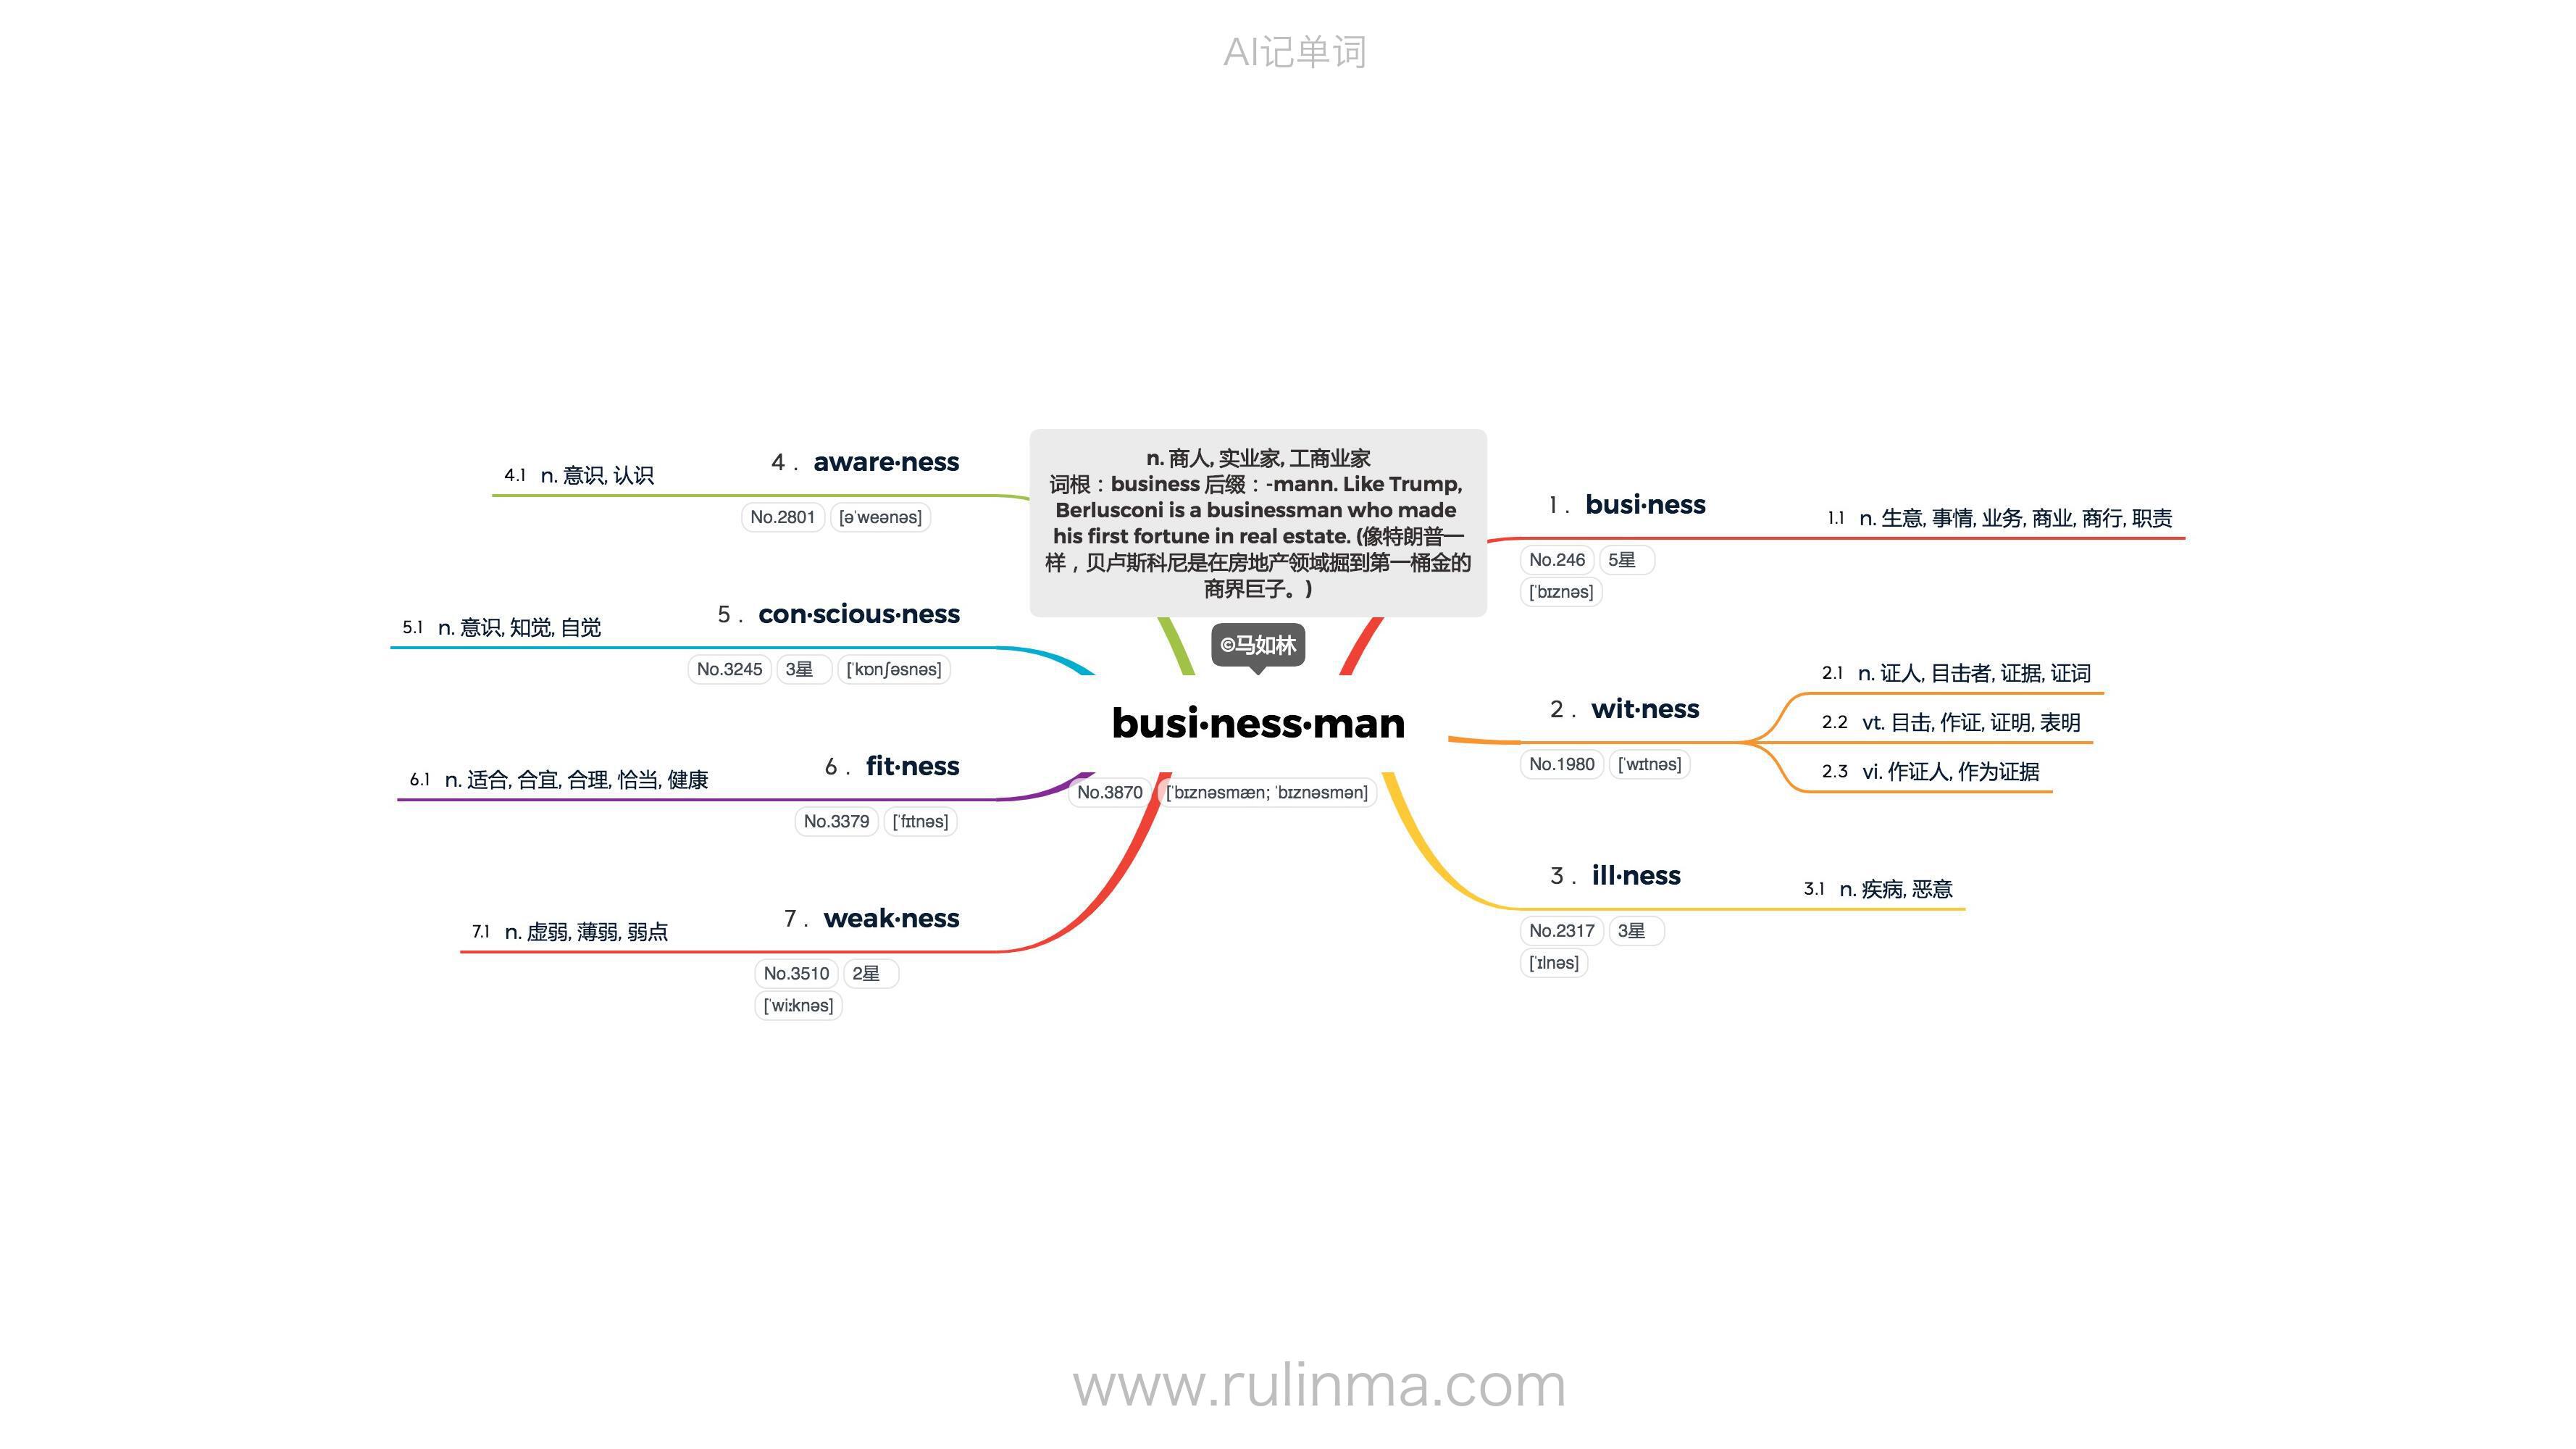 AI记单词
n. 商人, 实业家, 工商业家
词根：business 后缀：-mann. Like Trump,
Berlusconi is a businessman who made
his first fortune in real estate. (像特朗普一
样，贝卢斯科尼是在房地产领域掘到第一桶金的
商界巨子。)
©马如林
busi·ness·man
No.3870 [ˈbɪznəsmæn; ˈbɪznəsmən]
1. busi·ness
No.246 5星
[ˈbɪznəs]
1.1 n. 生意, 事情, 业务, 商业, 商行, 职责
2. wit·ness
No.1980 [ˈwɪtnəs]
2.1 n. 证人, 目击者, 证据, 证词
2.2 vt. 目击, 作证, 证明, 表明
2.3 vi. 作证人, 作为证据
3. ill·ness
No.2317 3星
[ˈɪlnəs]
3.1 n. 疾病, 恶意
4. aware·ness
No.2801 [əˈweənəs]
4.1 n. 意识, 认识
5. con·scious·ness
No.3245 3星 [ˈkɒnʃəsnəs]
5.1 n. 意识, 知觉, 自觉
6. fit·ness
No.3379 [ˈfɪtnəs]
6.1 n. 适合, 合宜, 合理, 恰当, 健康
7. weak·ness
No.3510 2星
[ˈwiːknəs]
7.1 n. 虚弱, 薄弱, 弱点
www.rulinma.com